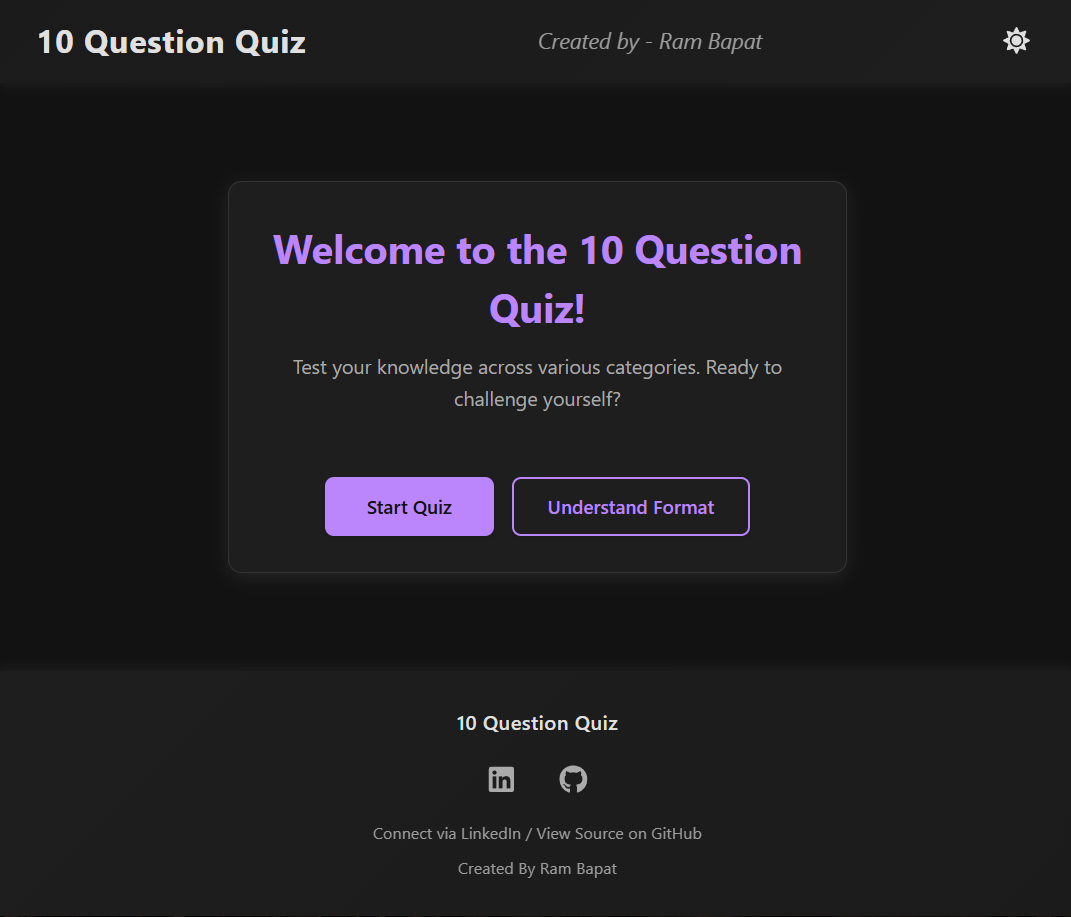 10 Question Quiz
Created by - Ram Bapat
Welcome to the 10 Question
Quiz!
Test your knowledge across various categories. Ready to
challenge yourself?
Start Quiz
Understand Format
10 Question Quiz
in
Connect via LinkedIn / View Source on GitHub
Created By Ram Bapat